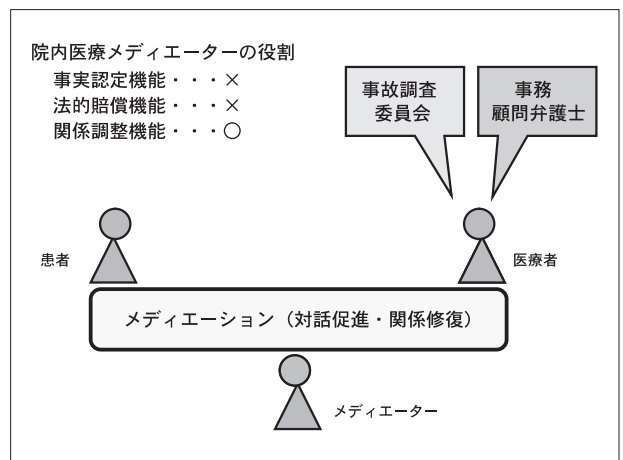 院内医療メディエーターの役割
事実認定機能・・・×
法的賠償機能・・・×
関係調整機能・・・○
事故調査
委員会
事務
顧問弁護士
患者
医療者
メディエーション（対話促進・関係修復）
メディエーター